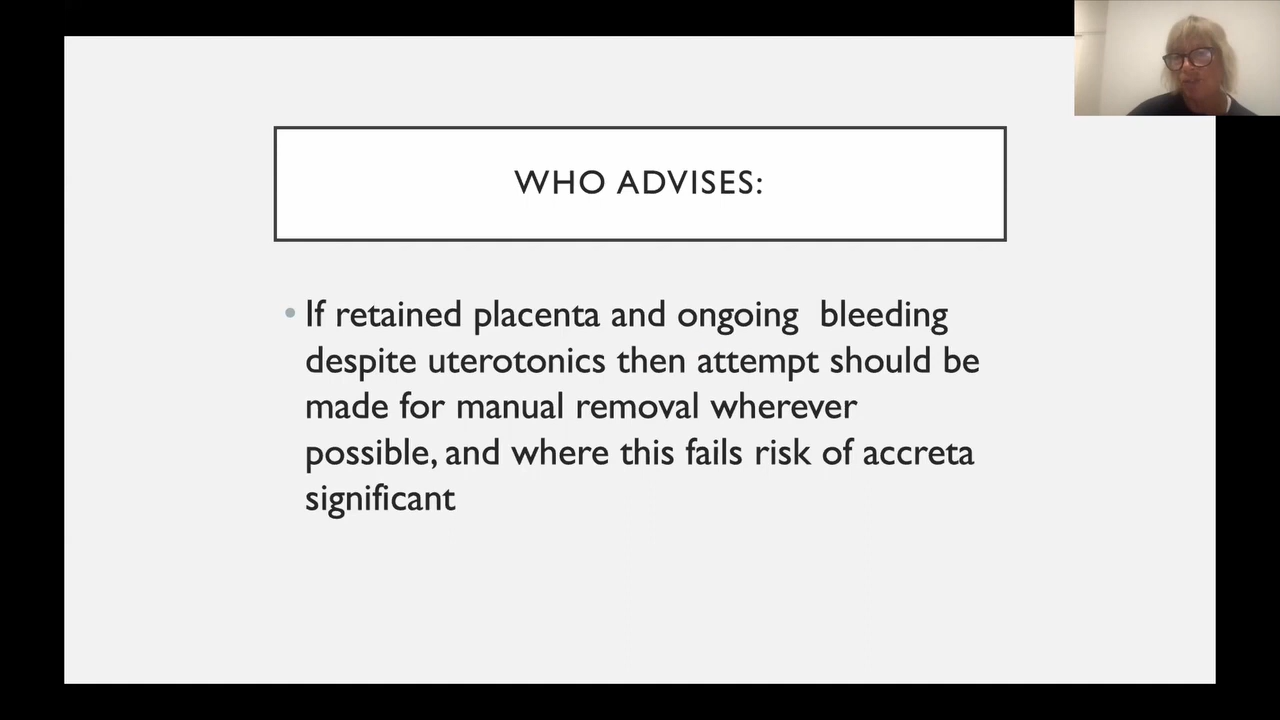 WHO ADVISES:
• If retained placenta and ongoing  bleeding
despite uterotonics then attempt should be
made for manual removal wherever
possible, and where this fails risk of accreta
significant